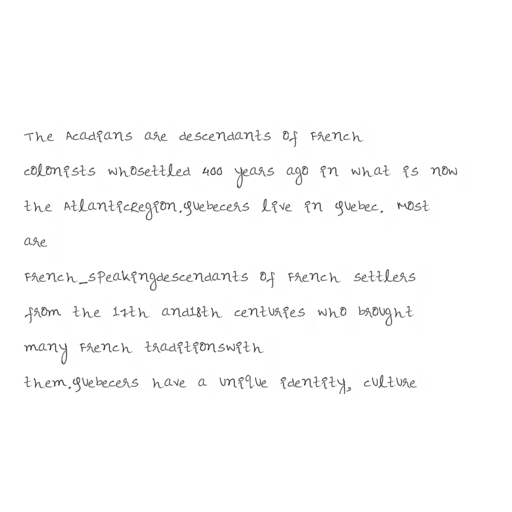 The Acadians are descendants of French
colonists whosettled 400 years ago in what is now
the AtlanticRegion.Quebecers live in Quebec. Most
are
French_speakingdescendants of French settlers
from the 17th and18th centuries who brought
many French traditionswith
them.Quebecers have a unique identity, culture